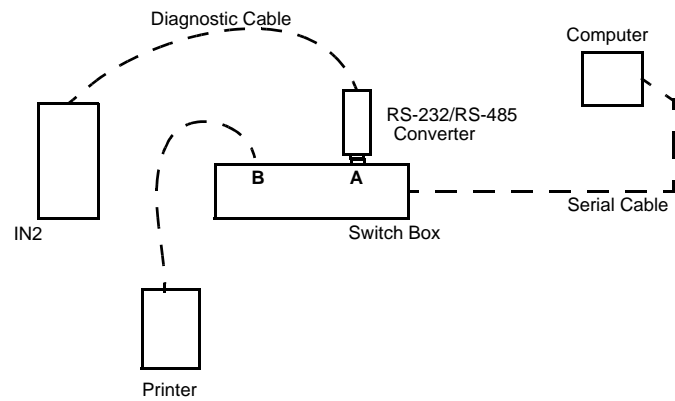 Diagnostic Cable
Computer
RS-232/RS-485
Converter
B
A
Serial Cable
IN2
Switch Box
Printer